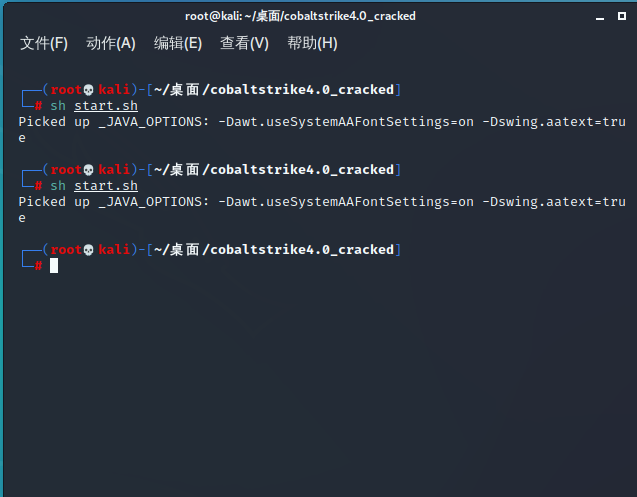 root@kali: ~/桌面/cobaltstrike4.0_cracked
文件(F) 动作(A) 编辑(E) 查看(V) 帮助(H)
┌──(root💀kali)-[~/桌面/cobaltstrike4.0_cracked]
└─# sh start.sh
Picked up _JAVA_OPTIONS: -Dawt.useSystemAAFontSettings=on -Dswing.aatext=tru
e
┌──(root💀kali)-[~/桌面/cobaltstrike4.0_cracked]
└─# sh start.sh
Picked up _JAVA_OPTIONS: -Dawt.useSystemAAFontSettings=on -Dswing.aatext=tru
e
┌──(root💀kali)-[~/桌面/cobaltstrike4.0_cracked]
└─#